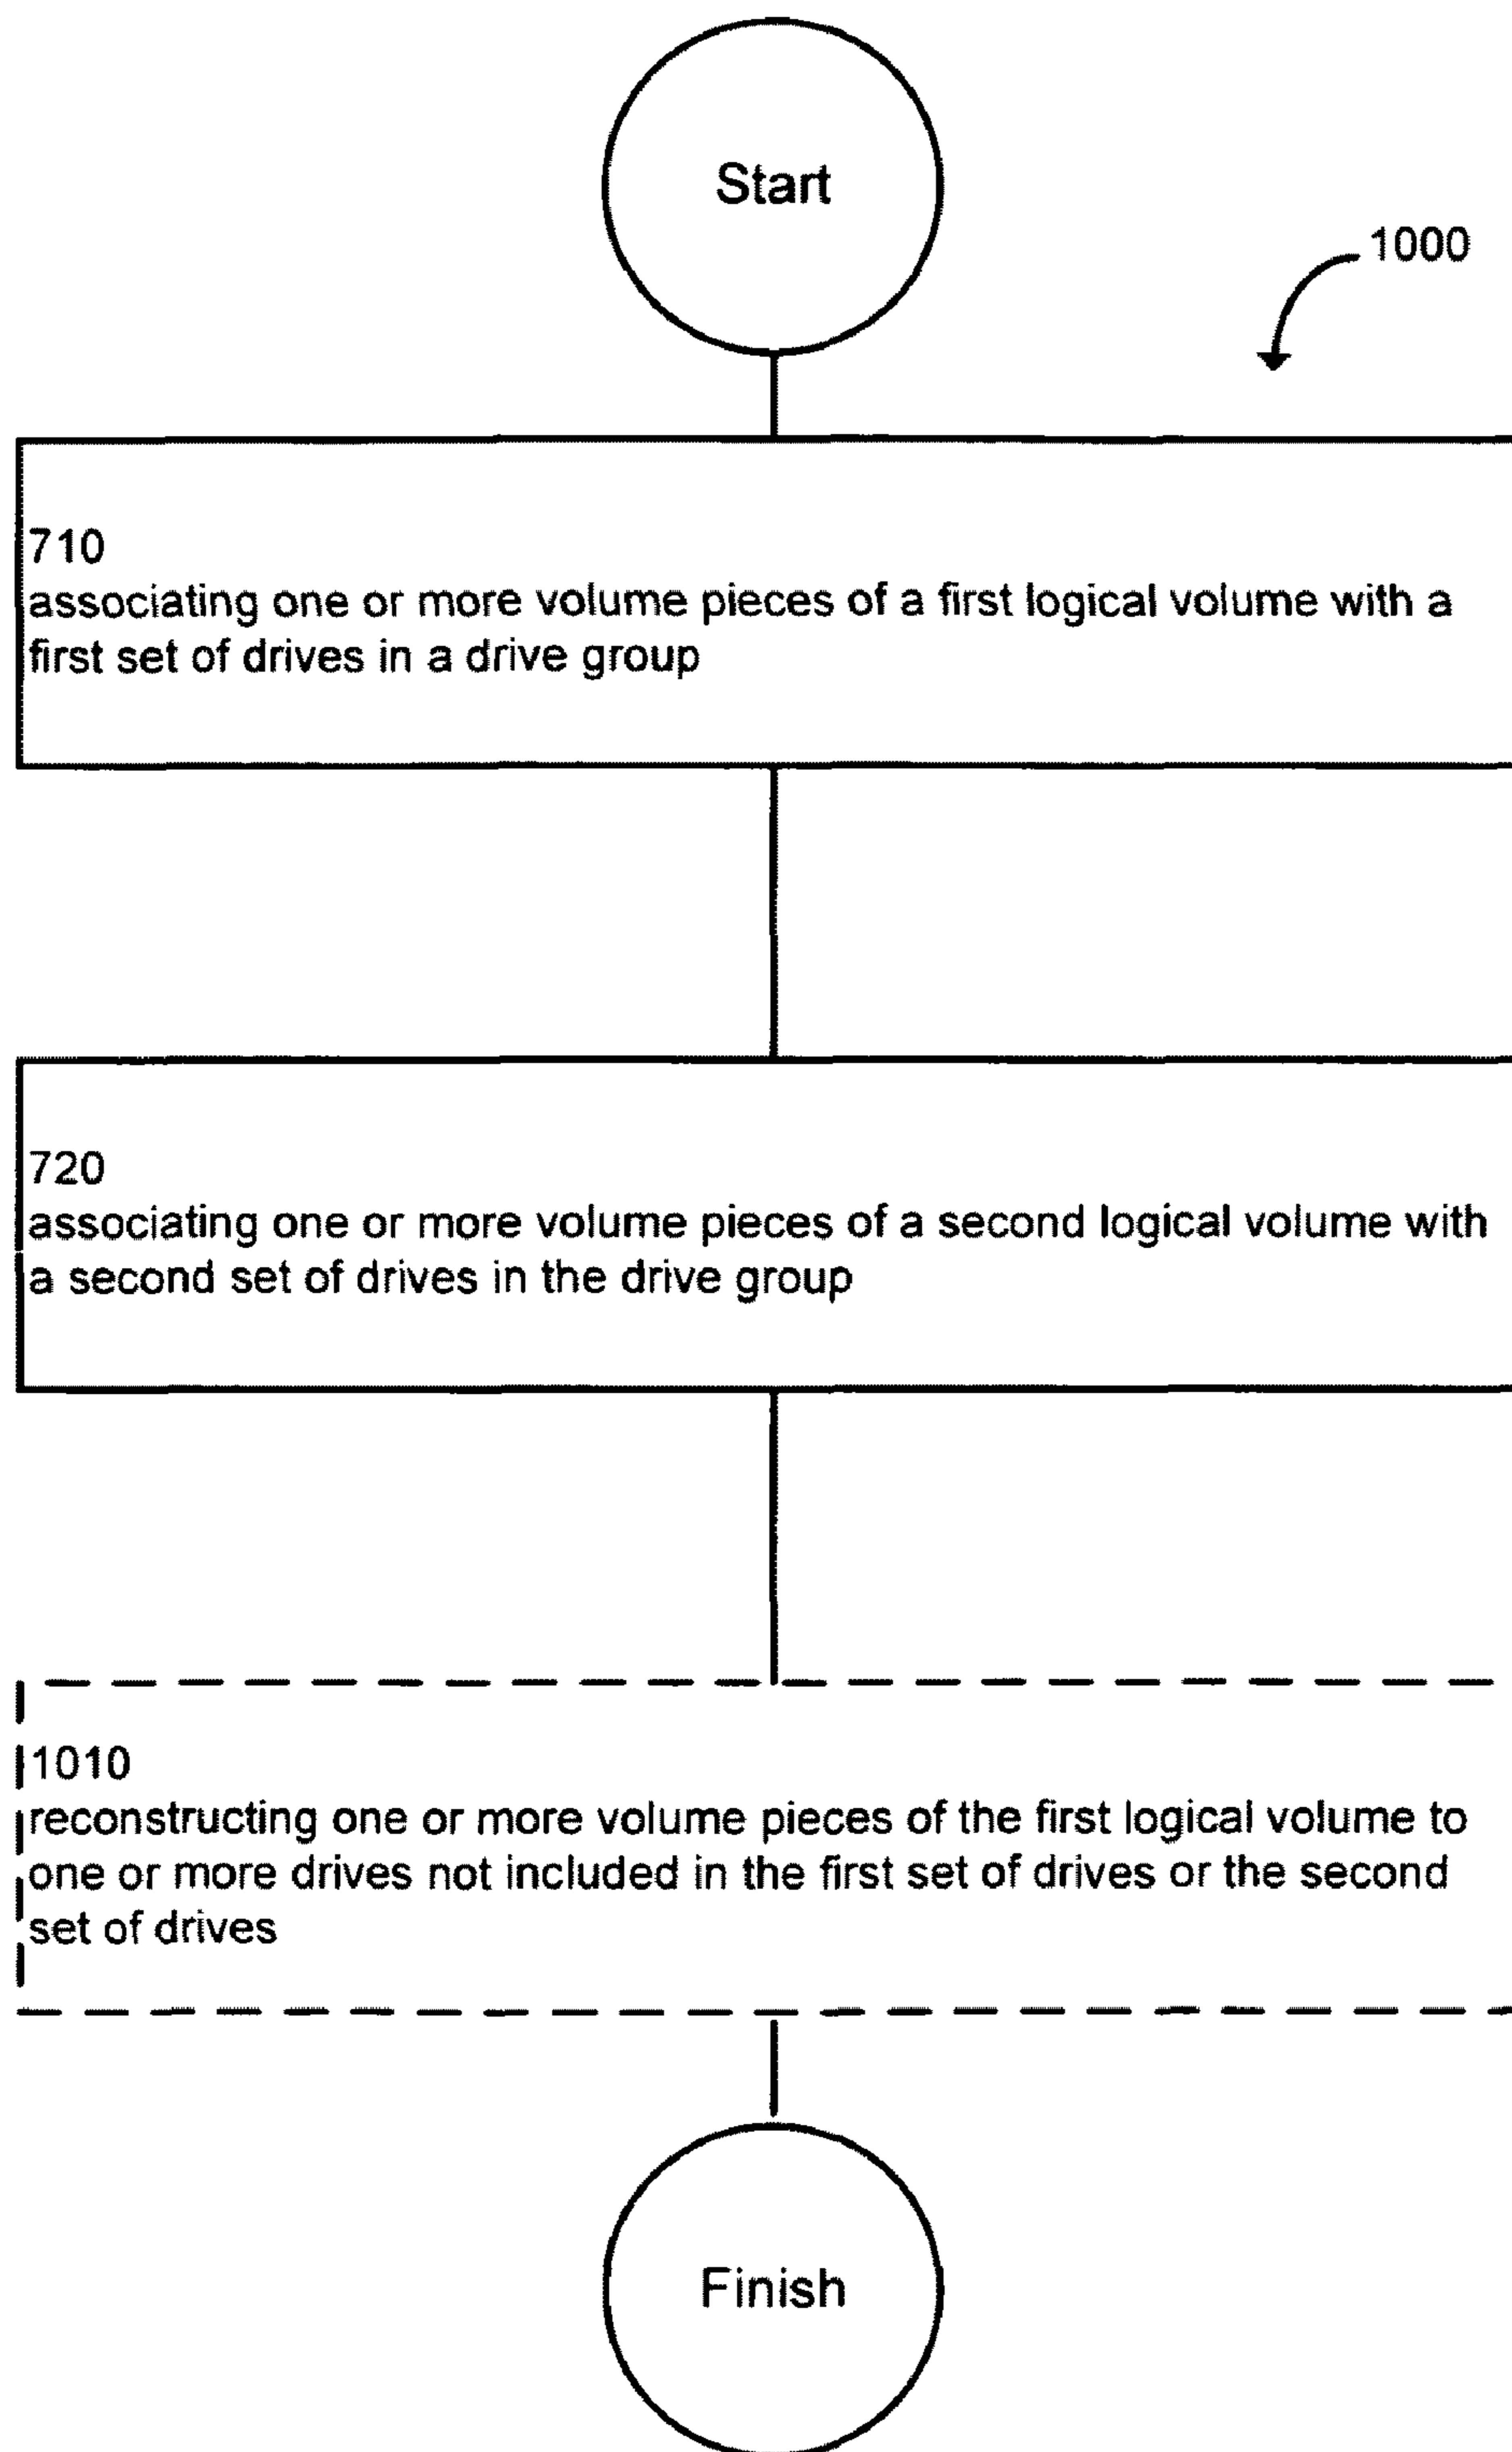 Start
1000
710
associating one or more volume pieces of a first logical volume with a
first set of drives in a drive group
720
associating one or more volume pieces of a second logical volume with
a second set of drives in the drive group
1010
reconstructing one or more volume pieces of the first logical volume to
one or more drives not included in the first set of drives or the second
set of drives
Finish